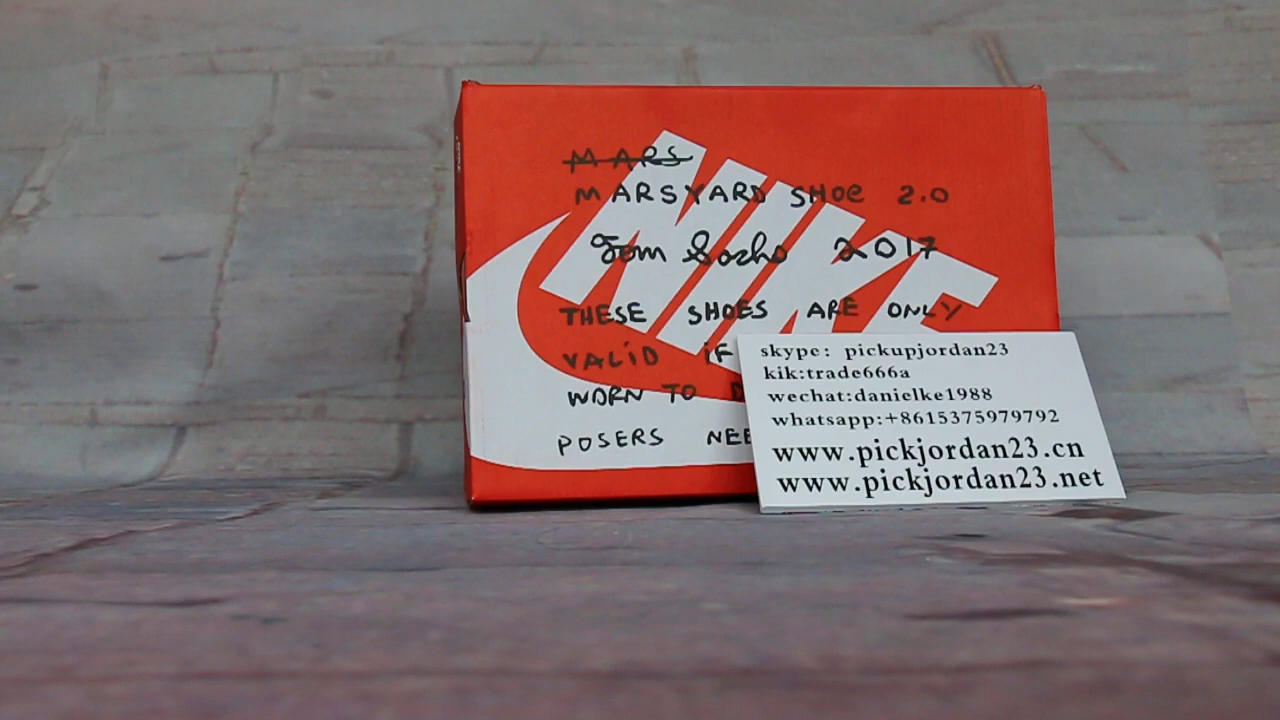 MARS
MARSYARD SHOE 2.0
Tom Sachs 2017
THESE SHOES ARE ONLY
VALiD iF
WORN TO D
POSERS NEE
NIKE
skype: pickupjordan23
kik:trade666a
wechat:danielke1988
whatsapp:+8615375979792
www.pickjordan23.cn
www.pickjordan23.net